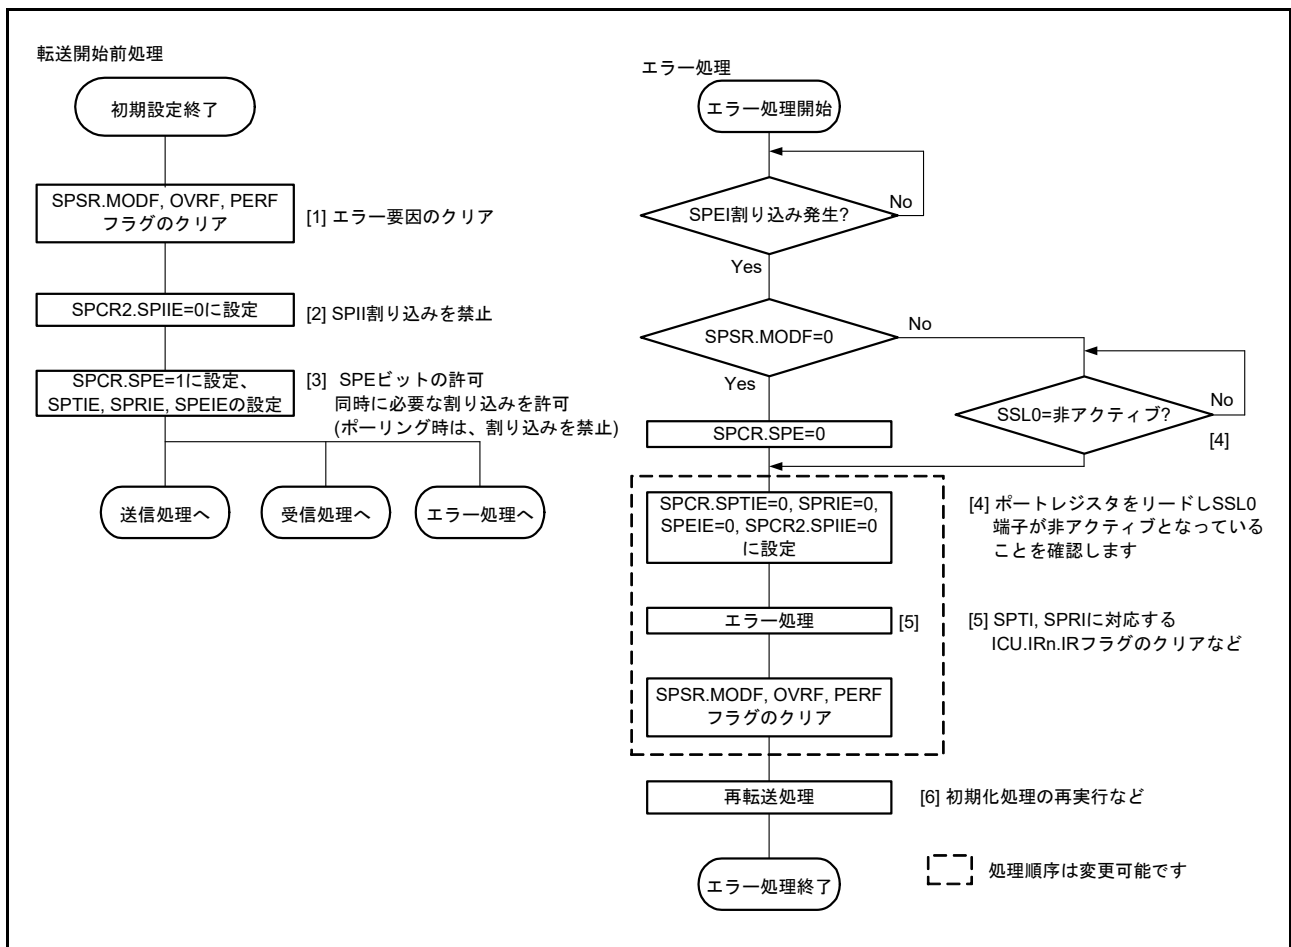 転送開始前処理
初期設定終了
SPSR.MODF, OVRF, PERF
フラグのクリア
[1] エラー要因のクリア
SPCR2.SPIIE=0に設定
[2] SPII割り込みを禁止
SPCR.SPE=1に設定、
SPTIE, SPRIE, SPEIEの設定
[3] SPEビットの許可
同時に必要な割り込みを許可
(ポーリング時は、割り込みを禁止)
送信処理へ
受信処理へ
エラー処理へ
エラー処理
エラー処理開始
SPEI割り込み発生?
No
Yes
SPSR.MODF=0
No
Yes
SSL0=非アクティブ?
No
[4]
SPCR.SPE=0
SPCR.SPTIE=0, SPRIE=0,
SPEIE=0, SPCR2.SPIIE=0
に設定
[4] ポートレジスタをリードしSSL0
端子が非アクティブとなっている
ことを確認します
エラー処理
[5]
[5] SPTI, SPRIに対応する
ICU.IRn.IRフラグのクリアなど
SPSR.MODF, OVRF, PERF
フラグのクリア
再転送処理
[6] 初期化処理の再実行など
エラー処理終了
処理順序は変更可能です